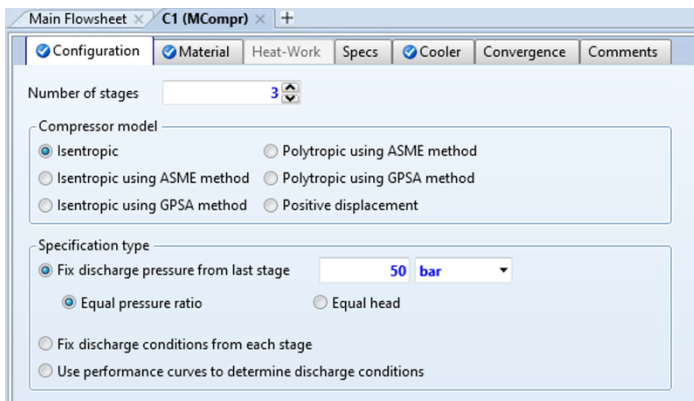 Main Flowsheet × C1 (MCompr) × +
Configuration Material Heat-Work Specs Cooler Convergence Comments
Number of stages 3
Compressor model
Isentropic Polytropic using ASME method
Isentropic using ASME method Polytropic using GPSA method
Isentropic using GPSA method Positive displacement
Specification type
Fix discharge pressure from last stage 50 bar
Equal pressure ratio Equal head
Fix discharge conditions from each stage
Use performance curves to determine discharge conditions